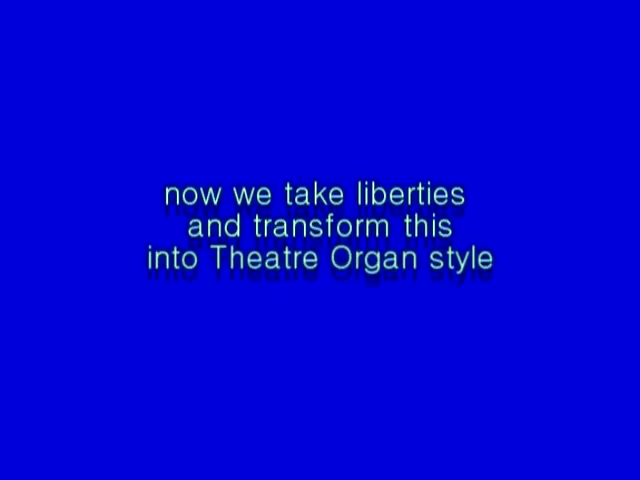 now we take liberties
and transform this
into Theatre Organ style